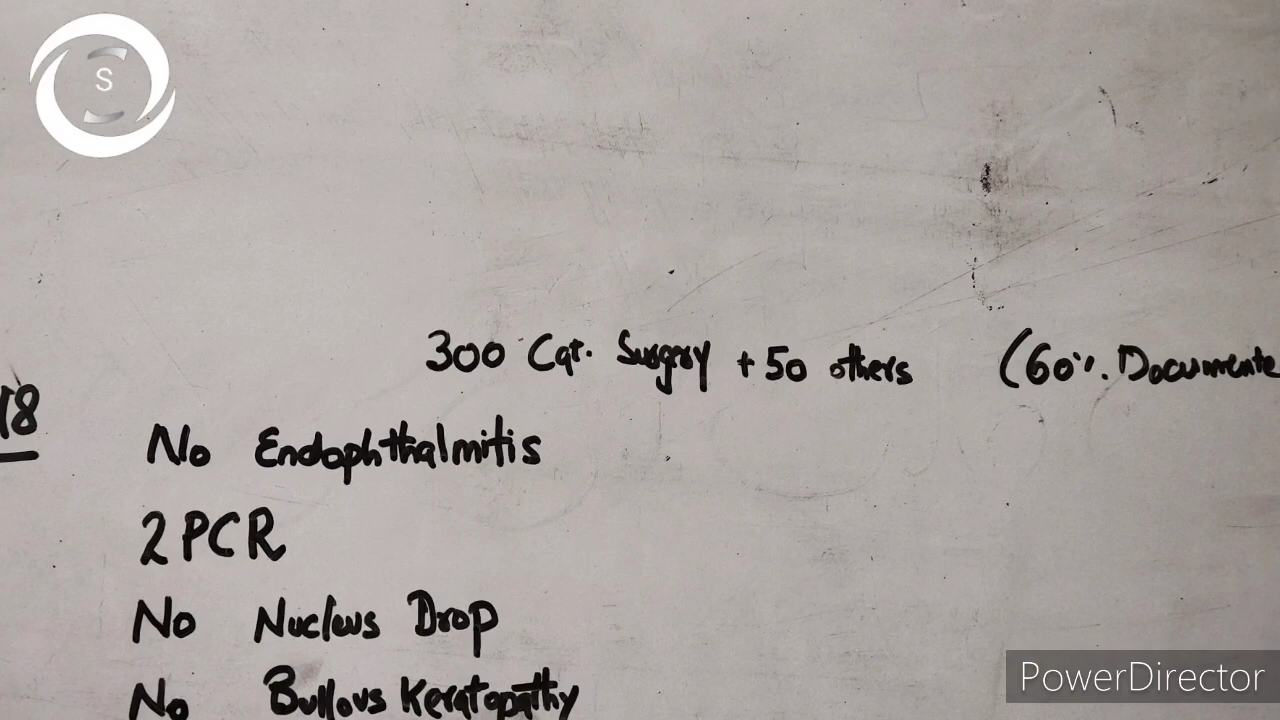 S
300 Cat. Surgery + 50 others (60%. Documente
18
No Endophthalmitis
2 PCR
No Nucleus Drop
No Bullous Keratopathy
PowerDirector